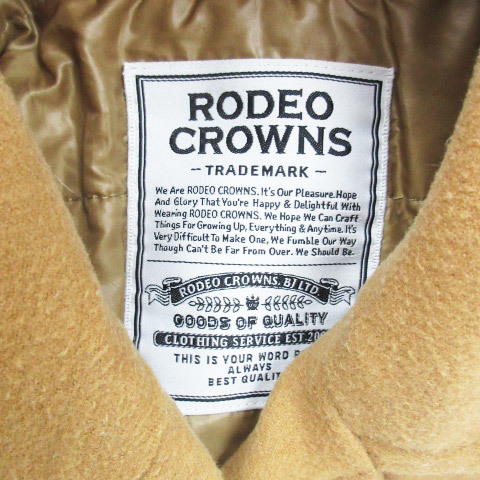 RODEO
CROWNS
- TRADEMARK -
We Are RODEO CROWNS. It's Our Pleasure. Hope
And Glory That You're Happy & Delightful With
Wearing RODEO CROWNS. We Hope We Can Craft
Things For Growing Up, Everything & Anytime. It's
Very Difficult To Make One, We Fumble Our Way
Though Can't Be Far From Over. We Should Be.
RODEO CROWNS. BJ LTD.
GOODS OF QUALITY
CLOTHING SERVICE EST.
THIS IS YOUR WORD
ALWAYS
BEST